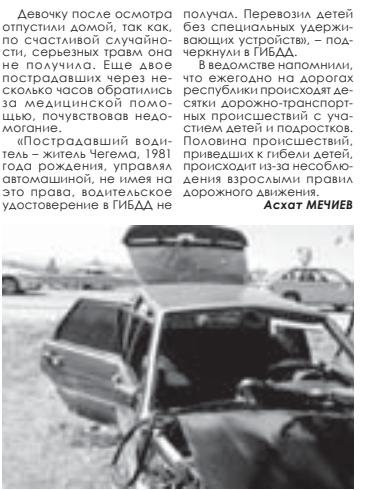 Девочку после осмотра
отпустили домой, так как,
по счастливой случайно-
сти, серьезных травм она
не получила. Еще двое
пострадавших через не-
сколько часов обратились
за медицинской помо-
щью, почувствовав недо-
могание.
«Пострадавший води-
тель – житель Чегема, 1981
года рождения, управлял
автомашиной, не имея на
это права, водительское
удостоверение в ГИБДД не
получал. Перевозил детей
без специальных удержи-
вающих устройств», – под-
черкнули в ГИБДД.
В ведомстве напомнили,
что ежегодно на дорогах
республики происходят де-
сятки дорожно-транспорт-
ных происшествий с уча-
стием детей и подростков.
Половина происшествий,
приведших к гибели детей,
происходит из-за несоблю-
дения взрослыми правил
дорожного движения.
Асхат МЕЧИЕВ